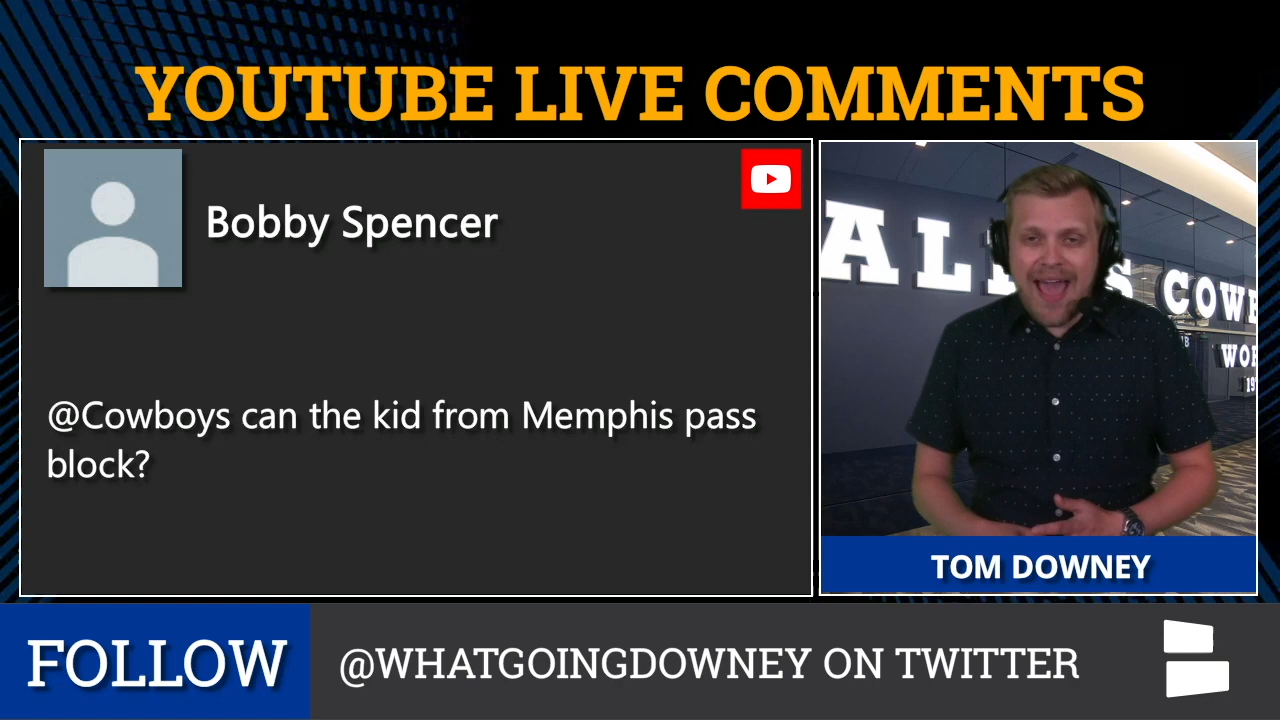 YOUTUBE LIVE COMMENTS
Bobby Spencer
@Cowboys can the kid from Memphis pass
block?
TOM DOWNEY
FOLLOW
@WHATGOINGDOWNEY ON TWITTER